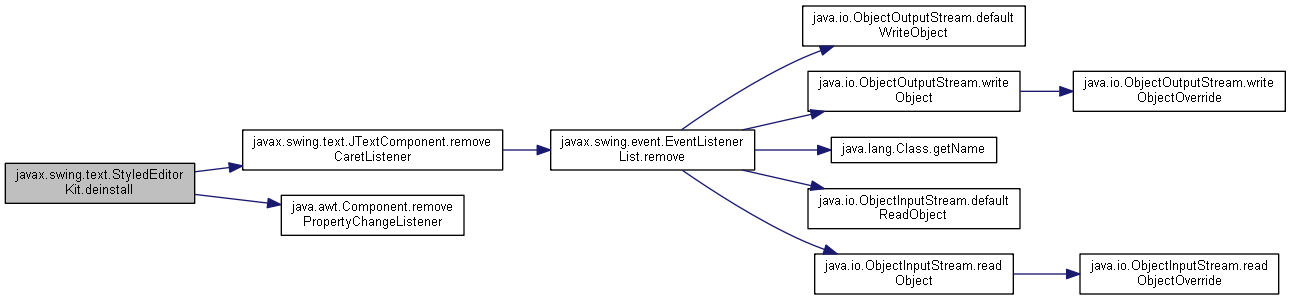 javax.swing.text.StyledEditor
Kit.deinstall
javax.swing.text.JTextComponent.remove
CaretListener
java.awt.Component.remove
PropertyChangeListener
javax.swing.event.EventListener
List.remove
java.io.ObjectOutputStream.default
WriteObject
java.io.ObjectOutputStream.write
Object
java.lang.Class.getName
java.io.ObjectInputStream.default
ReadObject
java.io.ObjectInputStream.read
Object
java.io.ObjectOutputStream.write
ObjectOverride
java.io.ObjectInputStream.read
ObjectOverride